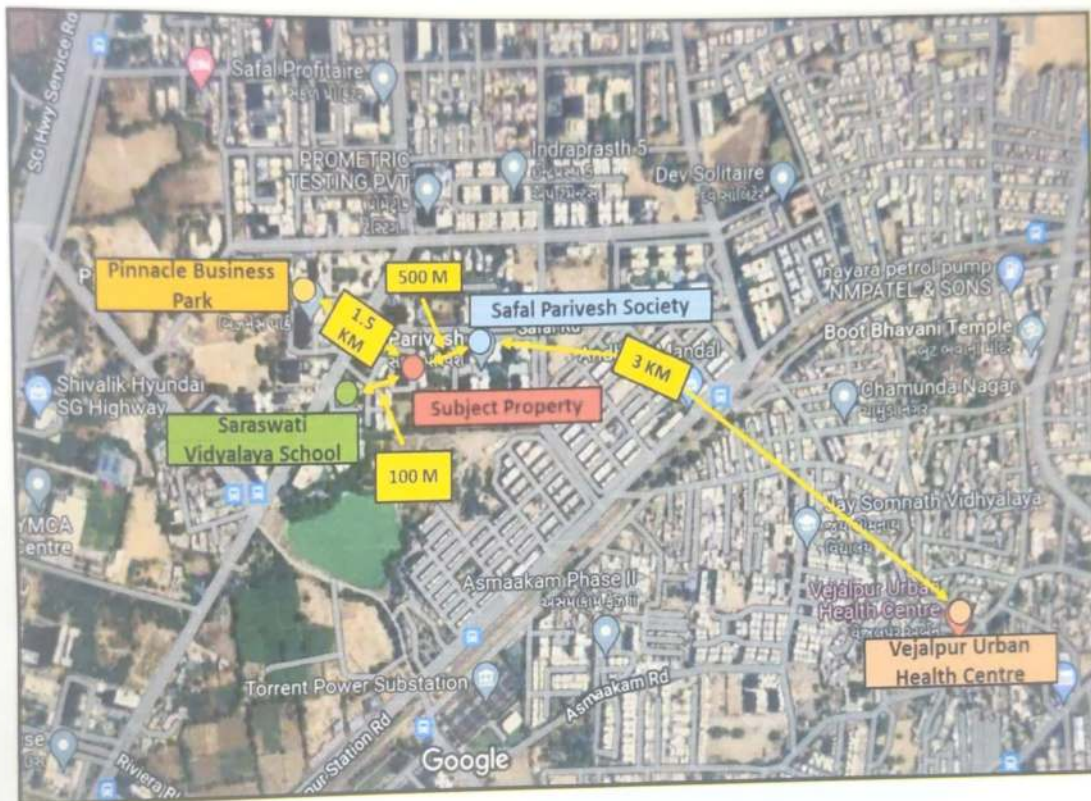 SG Hwy Service Rd
Safal Profitaire
PROMETRIC
TESTING PVT
Indraprasth 5
Dev Solitaire
Pinnacle Business
Park
500 M
1.5
KM
Safal Parivesh Society
nayara petrol pump
NMPATEL & SONS
Parivesh
Safal Rd
3 KM
Boot Bhavani Temple
Shivalik Hyundai
SG Highway
Subject Property
Chamunda Nagar
Saraswati
Vidyalaya School
100 M
Jay Somnath Vidhyalaya
YMCA
Centre
Asmaakam Phase II
Vejalpur Urban
Health Centre
Vejalpur Urban
Health Centre
Torrent Power Substation
Asmaakam Rd
Google